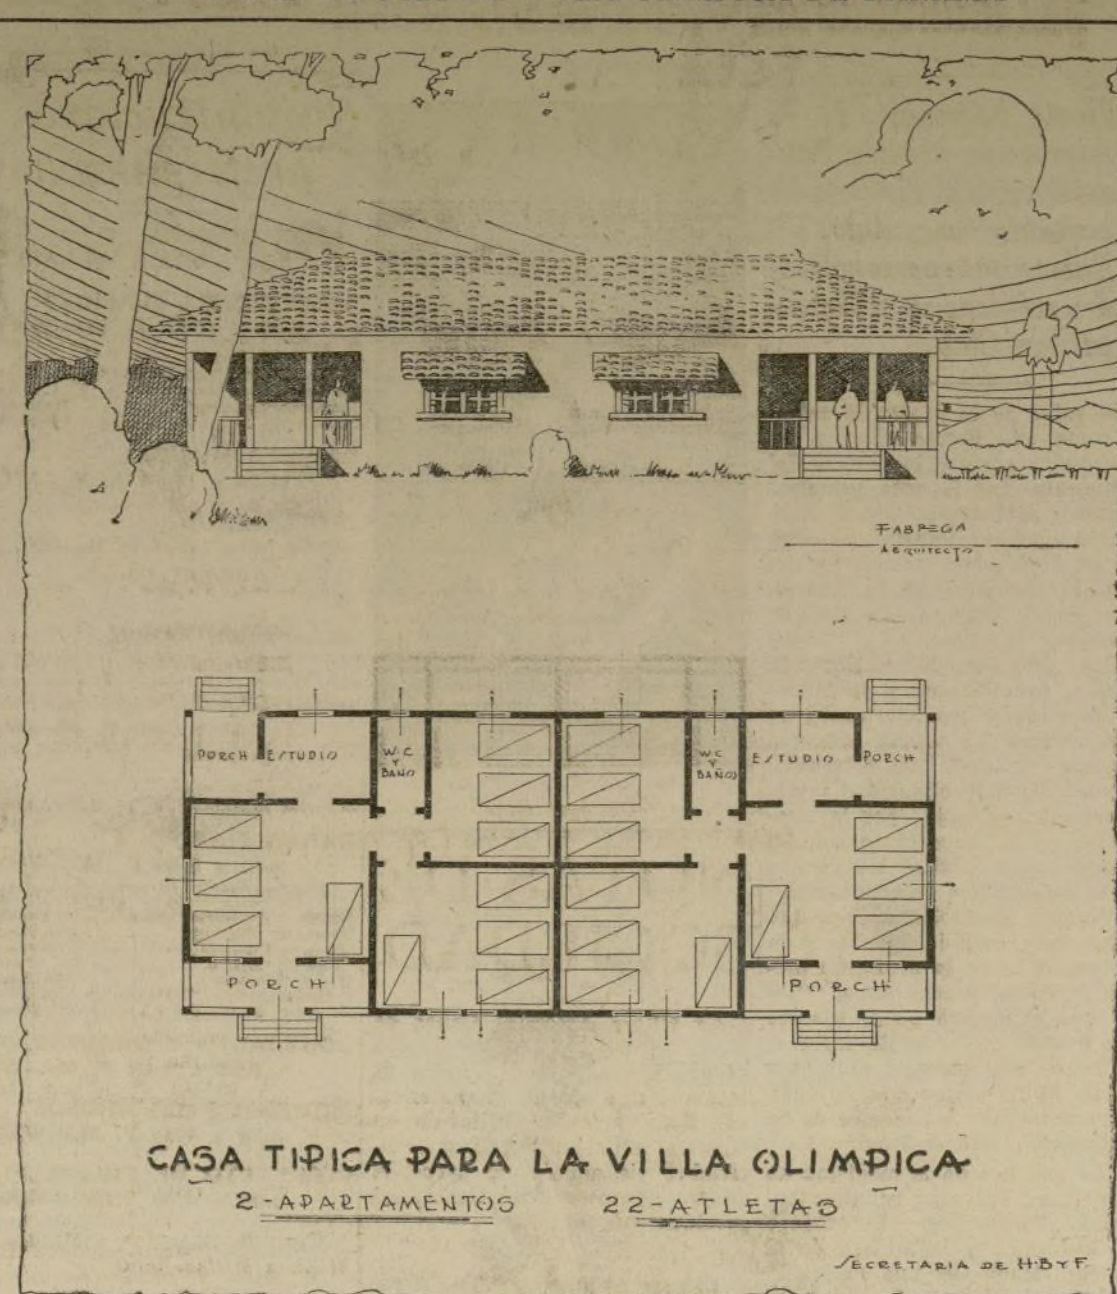 FABREGA
ARQUITECTO
PORCH ESTUDIO W.C Y BAÑO W.C Y BAÑOS ESTUDIO PORCH
PORCH PORCH
CASA TIPICA PARA LA VILLA OLIMPICA
2-APARTAMENTOS 22-ATLETAS
SECRETARIA DE H.B Y F.